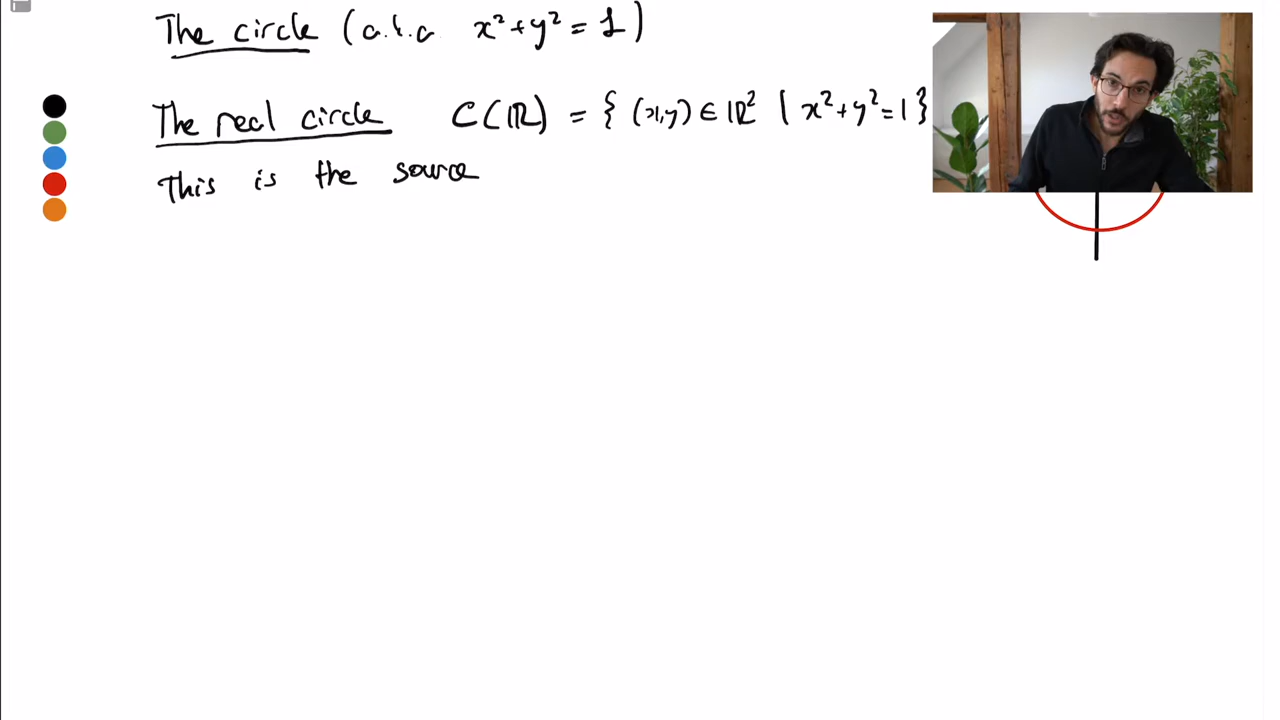 The circle (a.k.a x²+y² = 1)
The real circle C(ℝ) = { (x,y) ∈ ℝ² | x²+y²=1}
This is the source